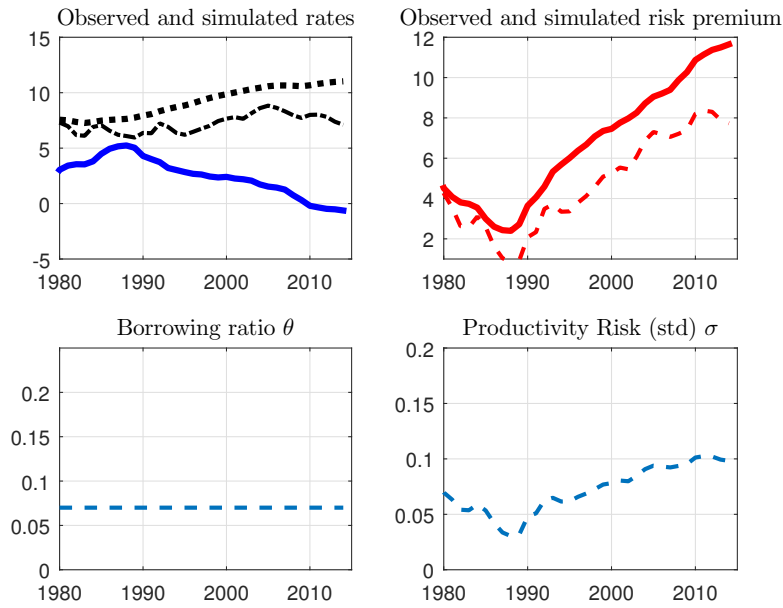 Observed and simulated rates
15
10
5
0
-5
1980 1990 2000 2010
Observed and simulated risk premium
12
10
8
6
4
2
1980 1990 2000 2010
Borrowing ratio θ
0.2
0.15
0.1
0.05
0
1980 1990 2000 2010
Productivity Risk (std) σ
0.2
0.15
0.1
0.05
0
1980 1990 2000 2010